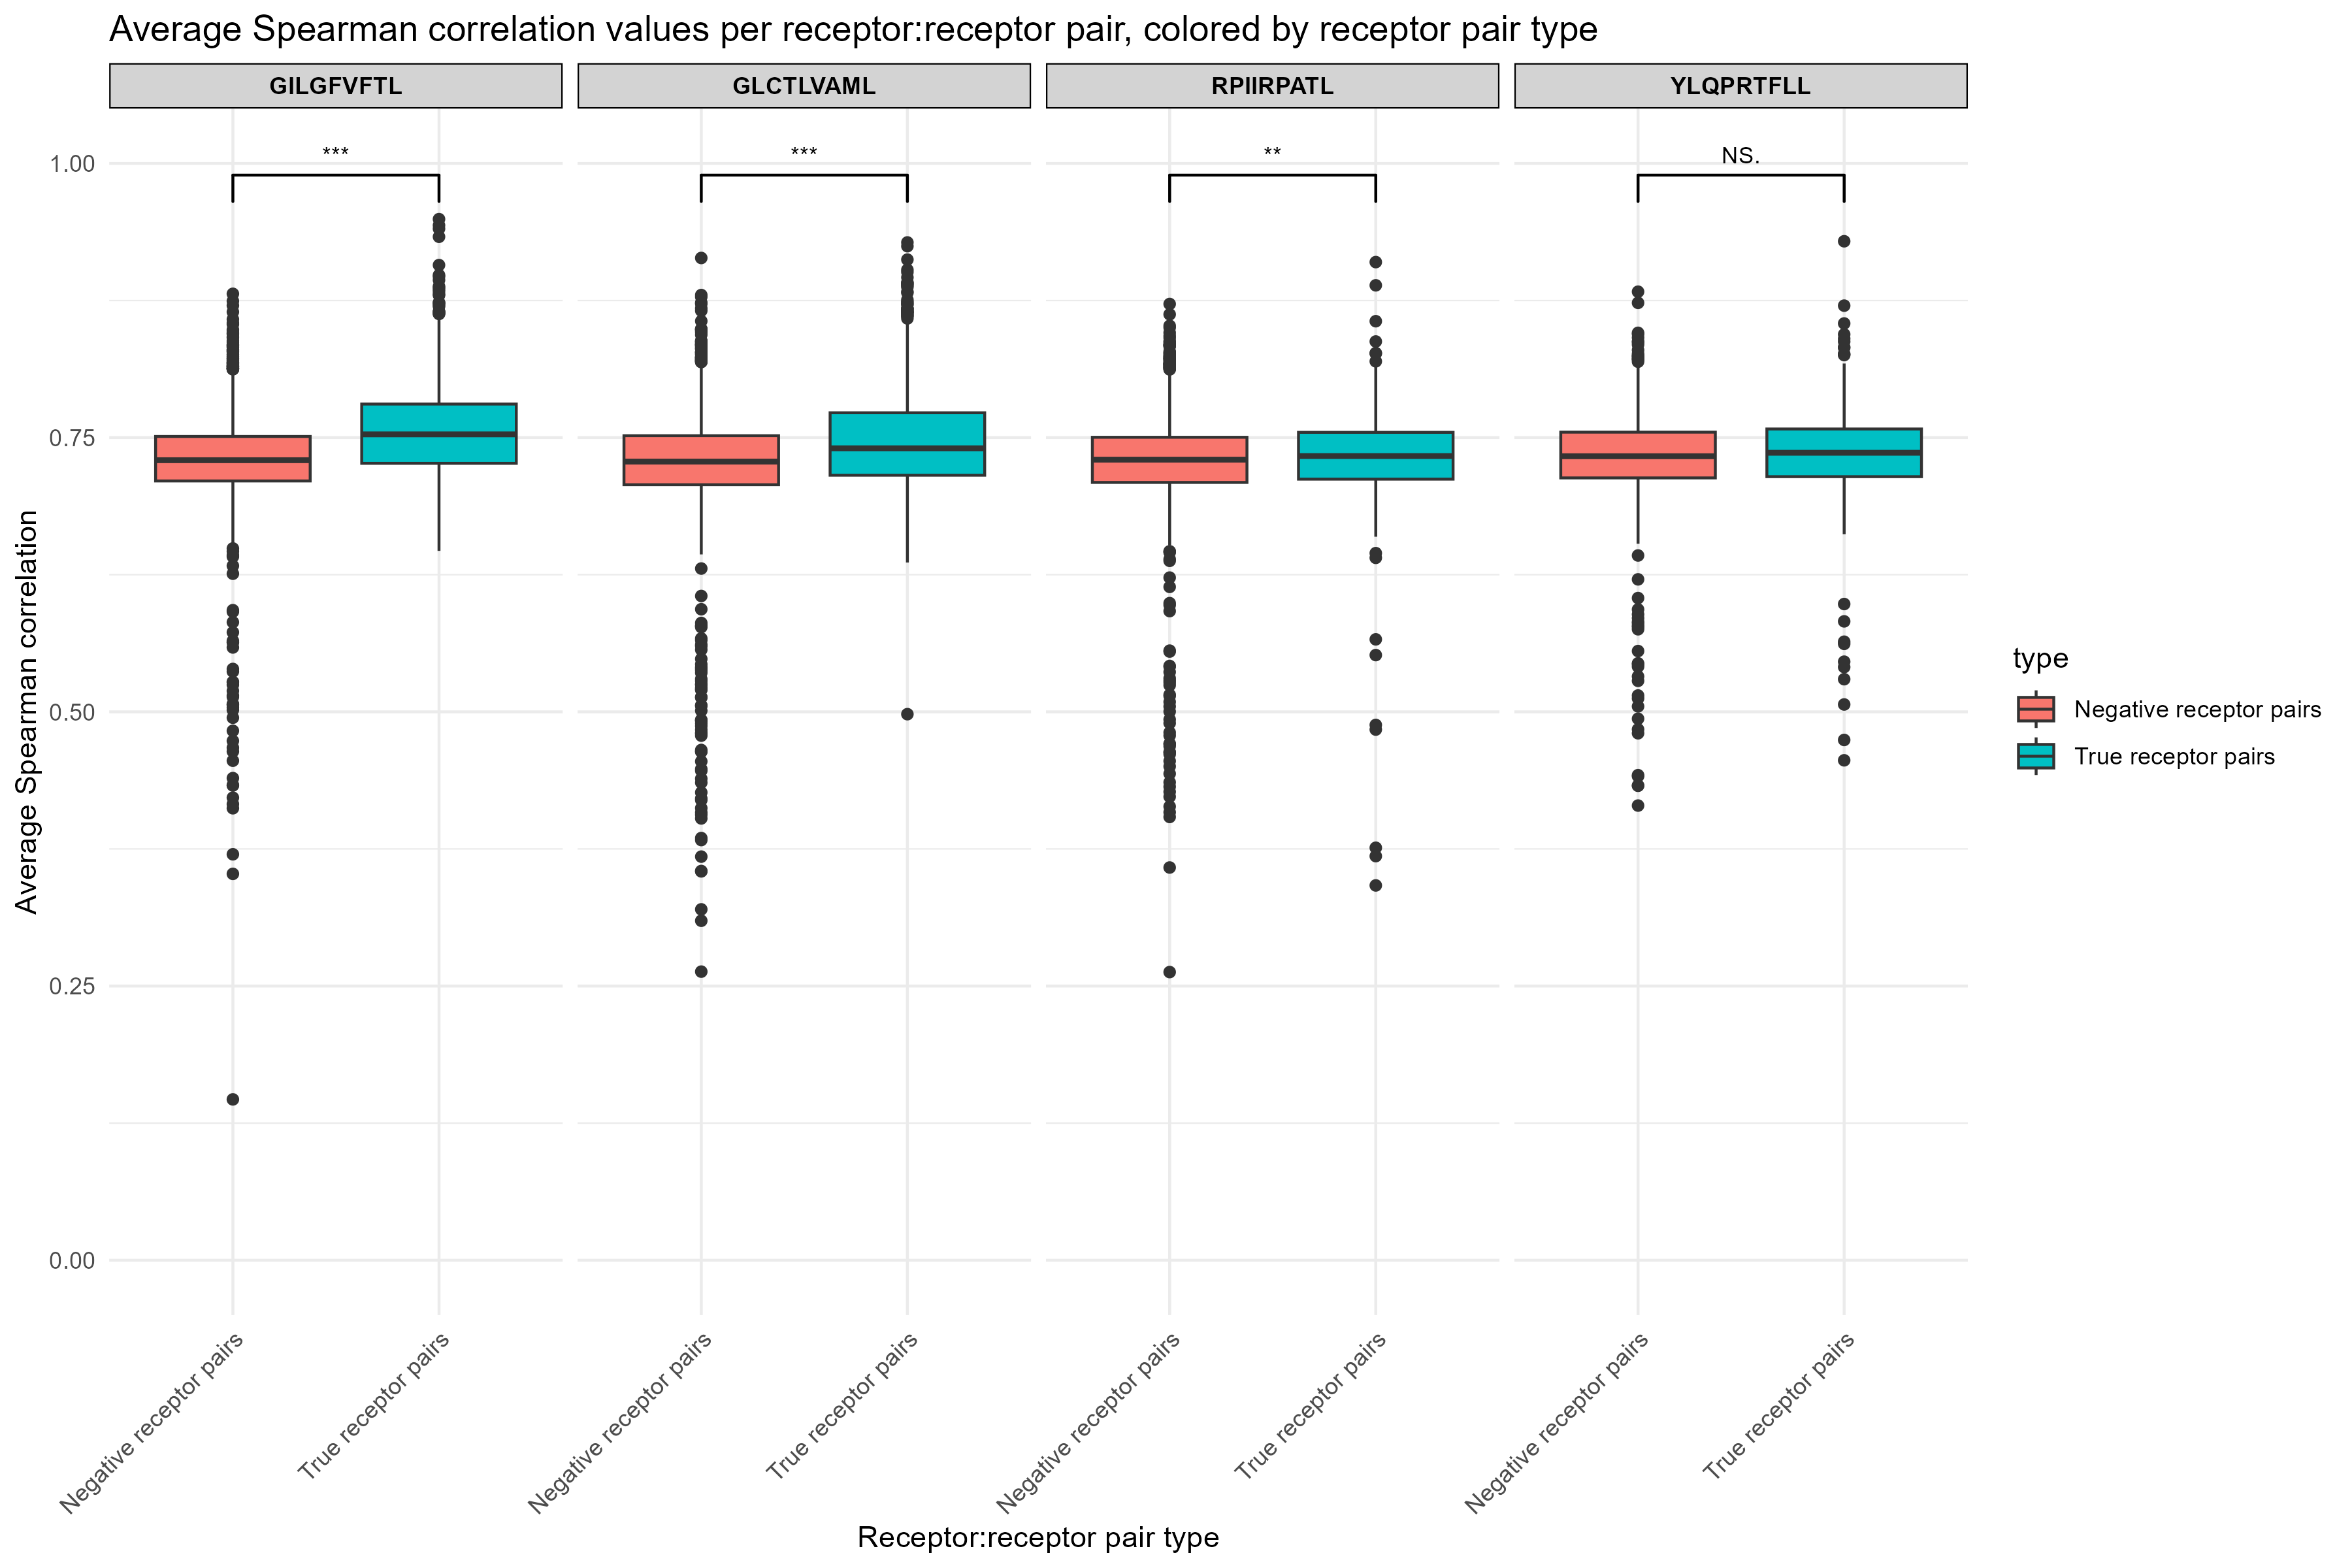 Average Spearman correlation values per receptor:receptor pair, colored by receptor pair type
GILGFVFTL
GLCTLVAML
RPIIRPATL
YLQPRTFLL
***
***
**
NS.
1.00
0.75
0.50
0.25
0.00
Average Spearman correlation
Negative receptor pairs
True receptor pairs
Negative receptor pairs
True receptor pairs
Negative receptor pairs
True receptor pairs
Negative receptor pairs
True receptor pairs
Receptor:receptor pair type
type
Negative receptor pairs
True receptor pairs